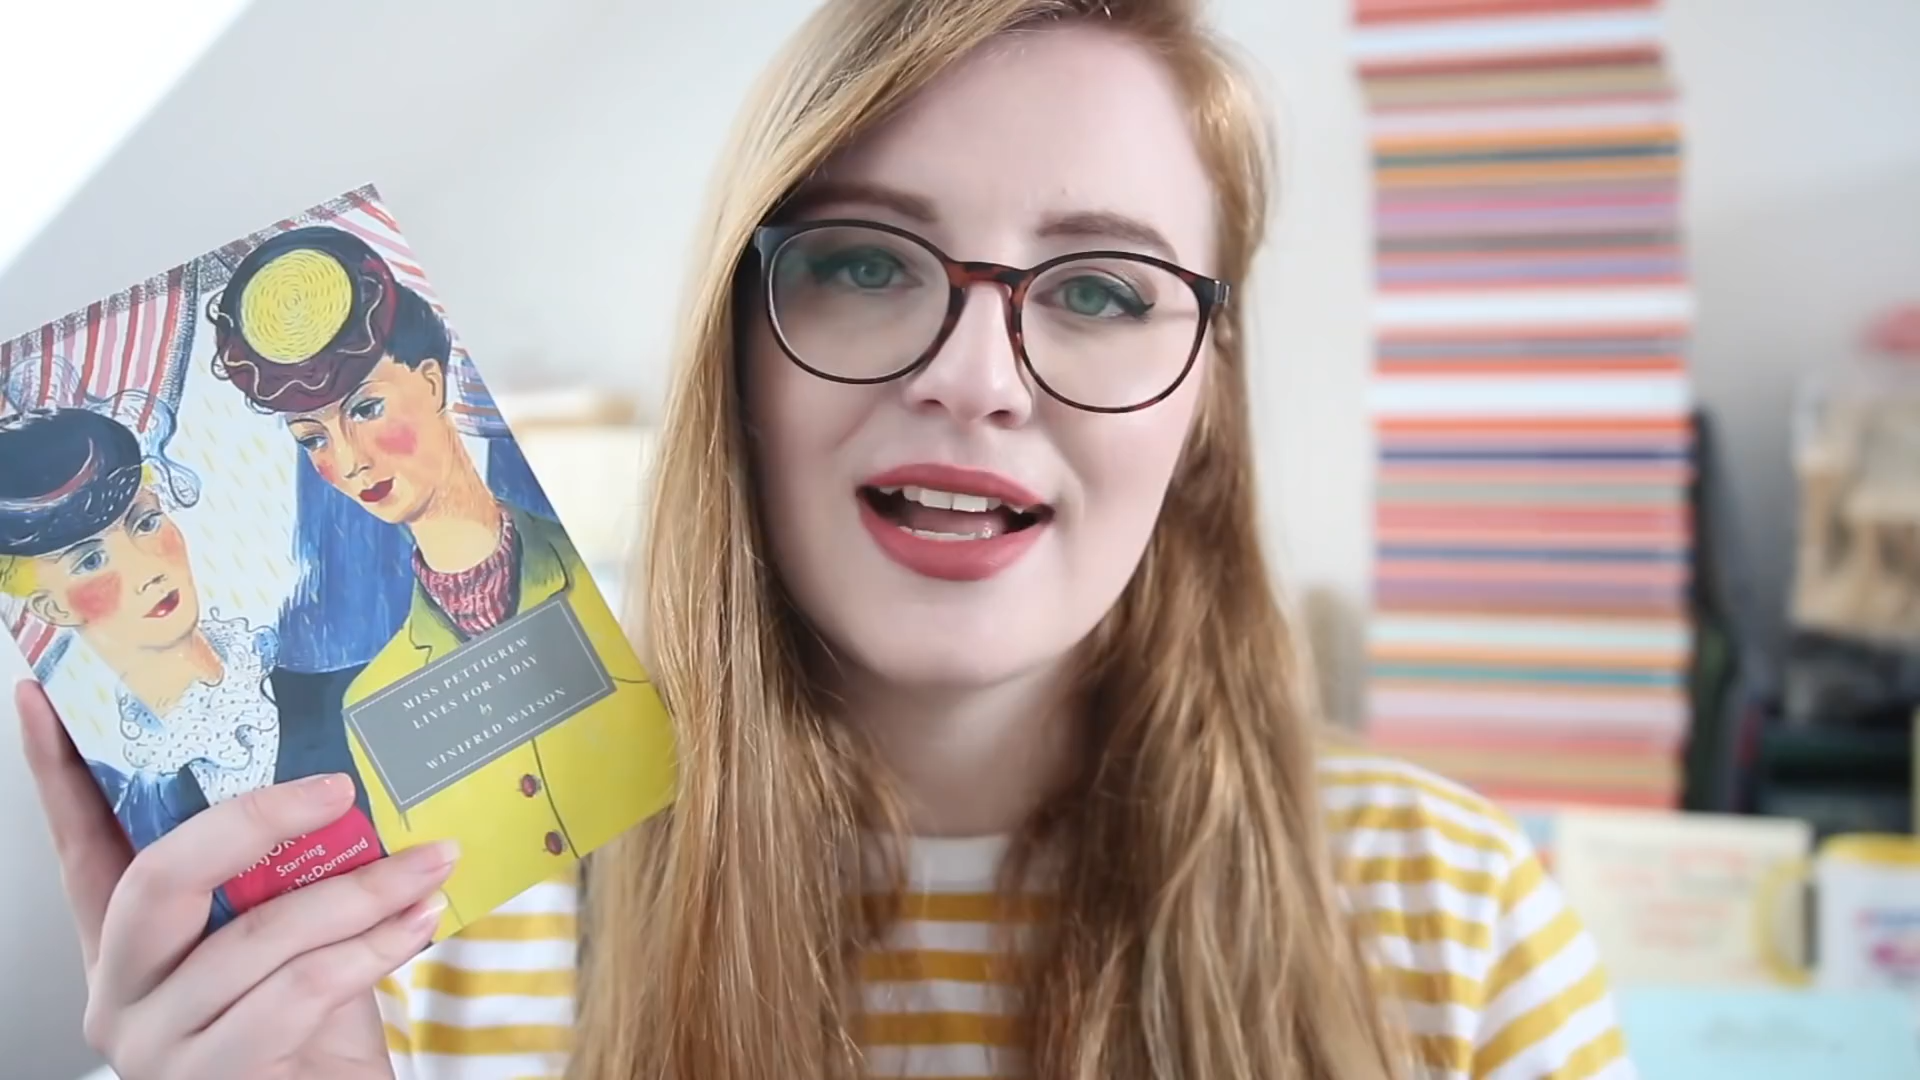 MISS PETTIGREW
LIVES FOR A DAY
by
WINIFRED WATSON
Starring
McDormand